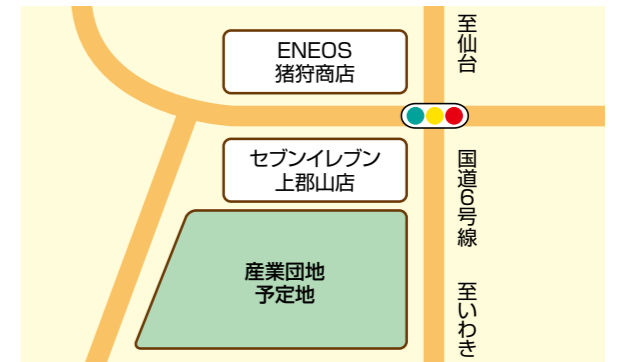 ENEOS
猪狩商店
至仙台
セブンイレブン
上郡山店
国道6号線
産業団地
予定地
至いわき